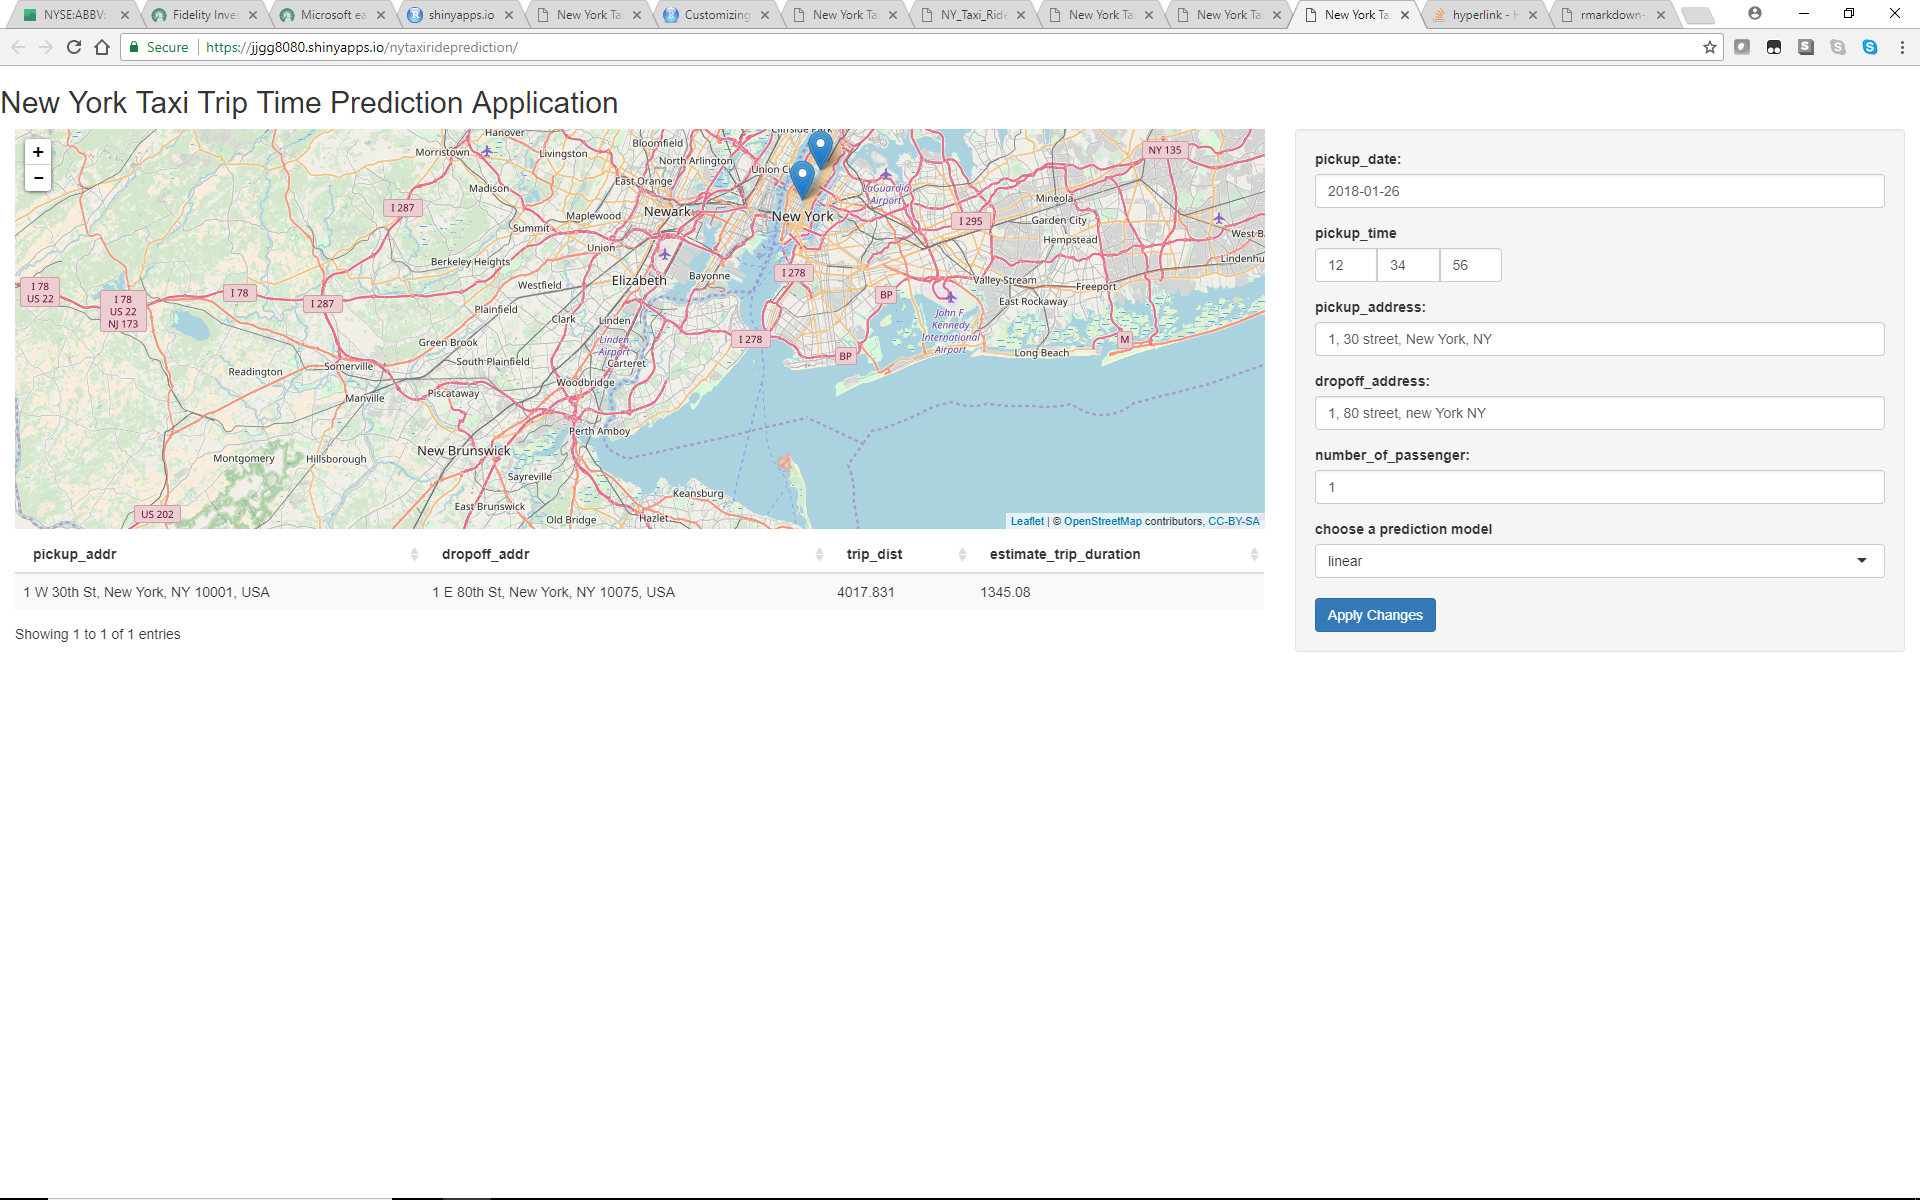 NYSE:ABBV:
Fidelity Inves
Microsoft ea
shinyapps.io
New York Ta
Customizing
New York Ta
NY_Taxi_Ride
New York Ta
New York Ta
New York Ta
hyperlink - H
rmarkdown-
Secure
https://jjgg8080.shinyapps.io/nytaxirideprediction/
New York Taxi Trip Time Prediction Application
+
−
Hanover
Morristown
Livingston
Bloomfield
Cliffside Park
North Arlington
Union Ci
East Orange
Madison
LaGuardia
Airport
NY 135
Mineola
Garden City
I 287
Maplewood
Newark
New York
I 295
Summit
Hempstead
West Ba
Union
Berkeley Heights
Elizabeth
Bayonne
I 278
Lindenhu
Westfield
Valley Stream
Freeport
I 78
US 22
I 78
US 22
NJ 173
I 78
I 287
Plainfield
BP
East Rockaway
Clark
Linden
John F.
Kennedy
International
Airport
Green Brook
Linden
Airport
I 278
M
South Plainfield
Carteret
BP
Long Beach
Somerville
Readington
Woodbridge
Manville
Piscataway
Perth Amboy
New Brunswick
Montgomery
Hillsborough
Sayreville
Keansburg
East Brunswick
US 202
Old Bridge
Hazlet
Leaflet | © OpenStreetMap contributors, CC-BY-SA
pickup_addr dropoff_addr trip_dist estimate_trip_duration
1 W 30th St, New York, NY 10001, USA 1 E 80th St, New York, NY 10075, USA 4017.831 1345.08
Showing 1 to 1 of 1 entries
pickup_date:
2018-01-26
pickup_time
12 34 56
pickup_address:
1, 30 street, New York, NY
dropoff_address:
1, 80 street, new York NY
number_of_passenger:
1
choose a prediction model
linear
Apply Changes